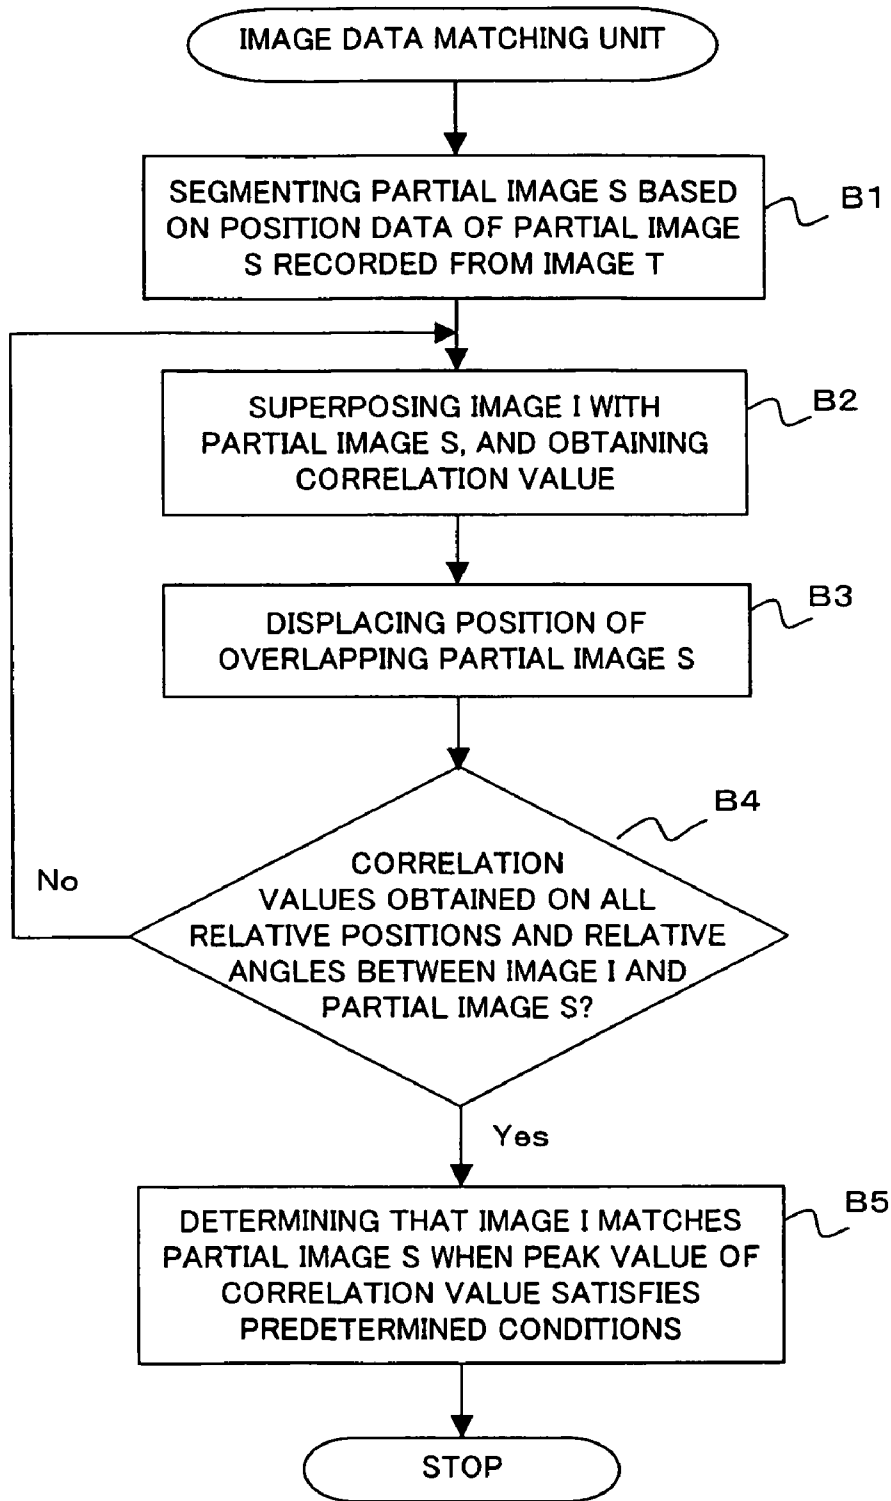 IMAGE DATA MATCHING UNIT
SEGMENTING PARTIAL IMAGE S BASED
ON POSITION DATA OF PARTIAL IMAGE
S RECORDED FROM IMAGE T
B1
SUPERPOSING IMAGE I WITH
PARTIAL IMAGE S, AND OBTAINING
CORRELATION VALUE
B2
DISPLACING POSITION OF
OVERLAPPING PARTIAL IMAGE S
B3
B4
CORRELATION
VALUES OBTAINED ON ALL
RELATIVE POSITIONS AND RELATIVE
ANGLES BETWEEN IMAGE I AND
PARTIAL IMAGE S?
No
Yes
DETERMINING THAT IMAGE I MATCHES
PARTIAL IMAGE S WHEN PEAK VALUE OF
CORRELATION VALUE SATISFIES
PREDETERMINED CONDITIONS
B5
STOP